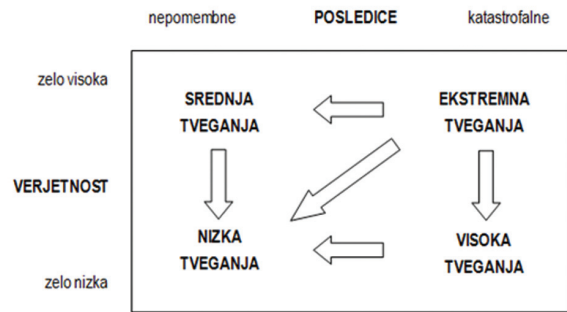 nepomembne POSLEDICE katastrofalne
zelo visoka
SREDNJA EKSTREMNA
TVEGANJA TVEGANJA
VERJETNOST
NIZKA VISOKA
TVEGANJA TVEGANJA
zelo nizka